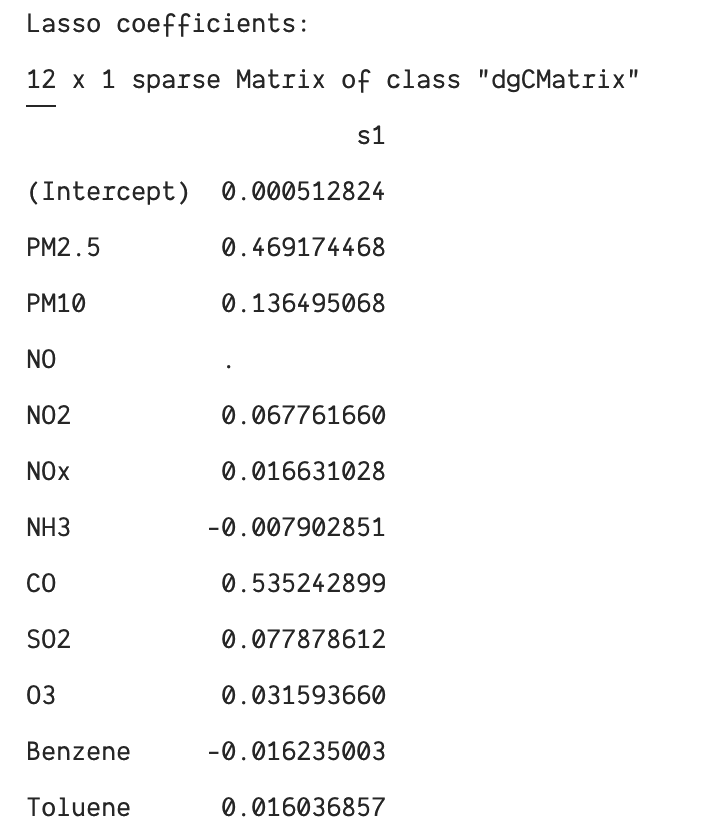 Lasso coefficients:
12 x 1 sparse Matrix of class "dgCMatrix"
s1
(Intercept) 0.000512824
PM2.5 0.469174468
PM10 0.136495068
NO .
NO2 0.067761660
NOx 0.016631028
NH3 -0.007902851
CO 0.535242899
SO2 0.077878612
O3 0.031593660
Benzene -0.016235003
Toluene 0.016036857